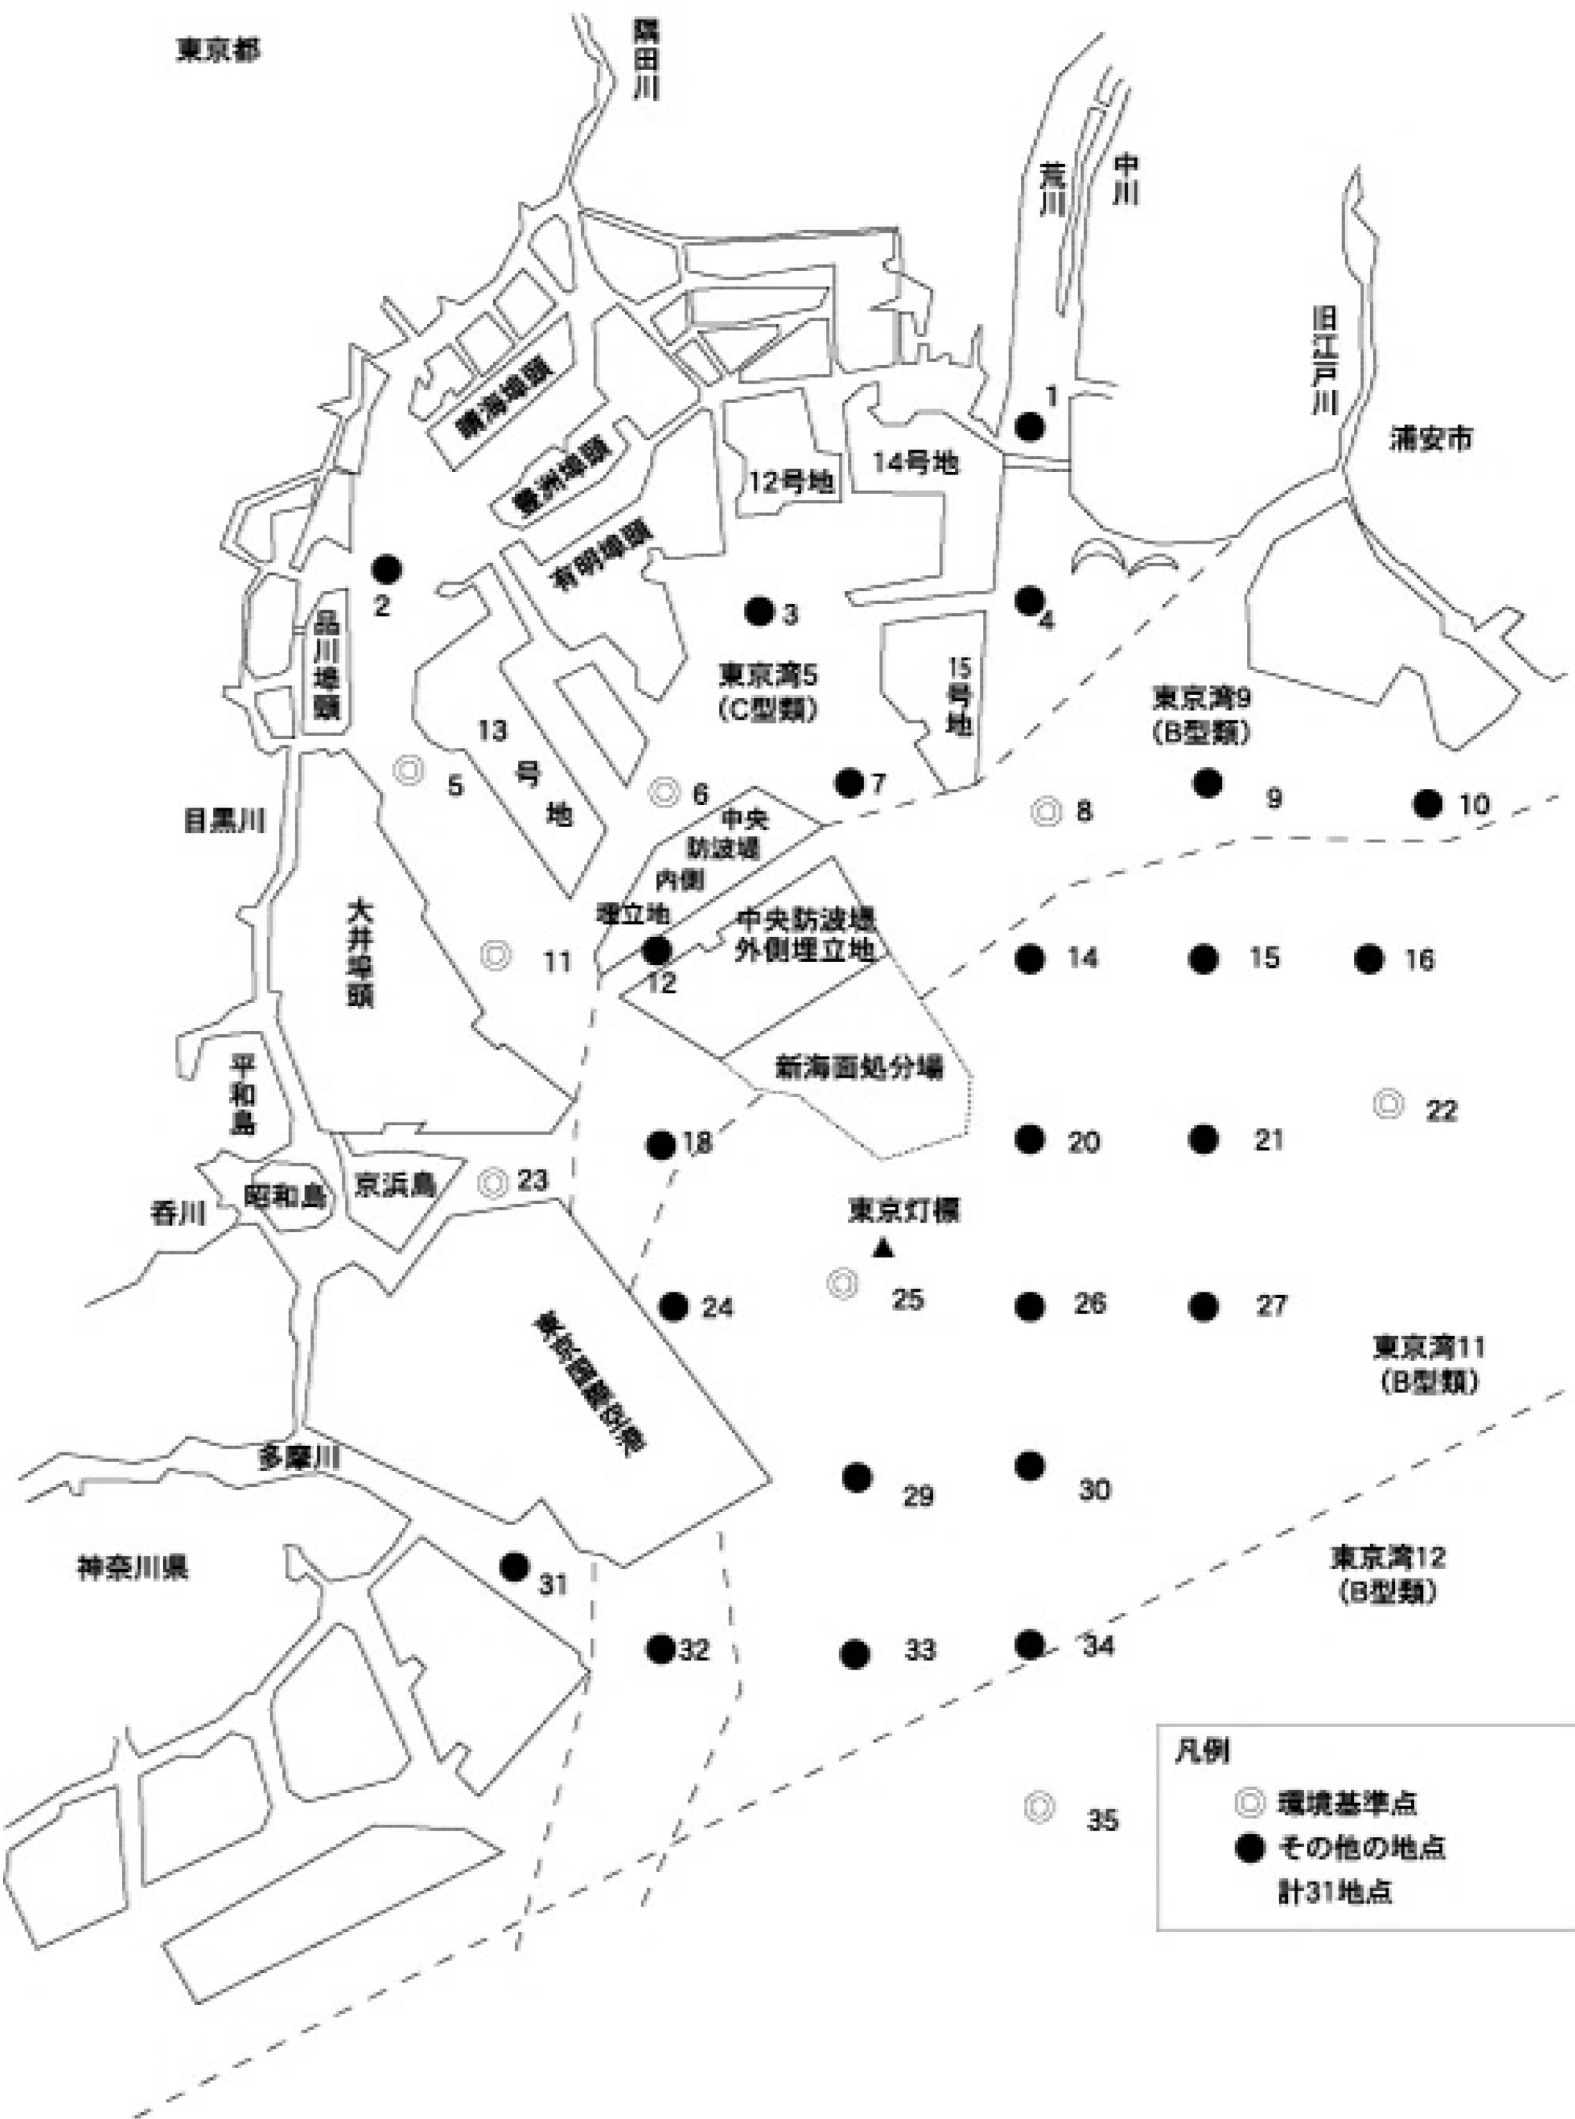 東京都
隅田川
荒川
中川
旧江戸川
浦安市
晴海埠頭
豊洲埠頭
有明埠頭
12号地
14号地
1
2
3
4
品川埠頭
東京湾5
(C型類)
15号地
東京湾9
(B型類)
13号地
5
6
7
8
9
10
目黒川
中央
防波堤
内側
埋立地
大井埠頭
11
12
中央防波堤
外側埋立地
14
15
16
新海面処分場
平和島
18
20
21
22
京浜島
昭和島
呑川
23
東京灯標
24
25
26
27
東京国際空港
東京湾11
(B型類)
多摩川
29
30
神奈川県
31
東京湾12
(B型類)
32
33
34
35
凡例
◎ 環境基準点
● その他の地点
計31地点